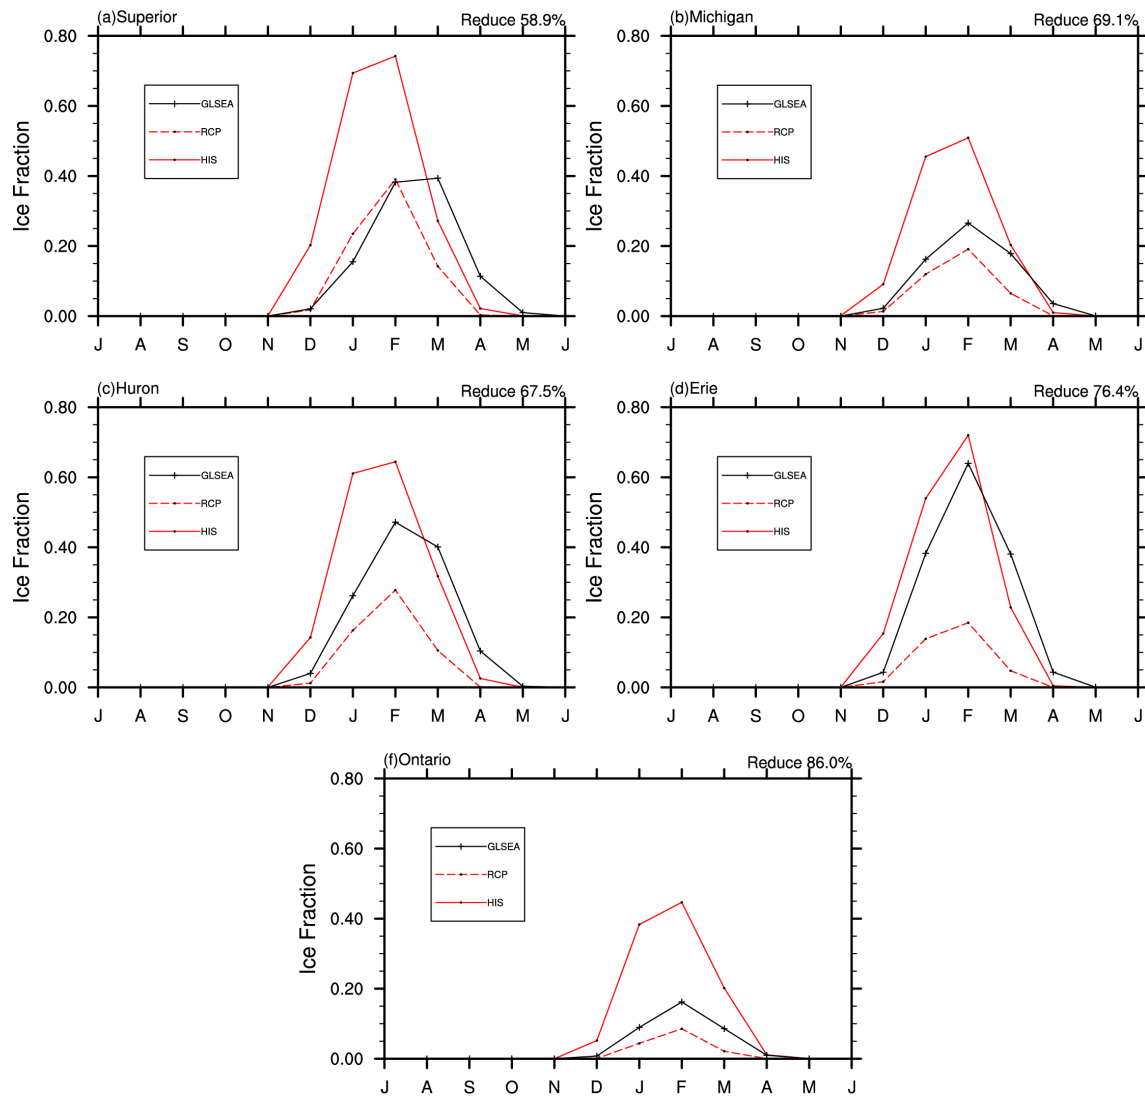 (a)Superior Reduce 58.9%
0.80
0.60
0.40
0.20
0.00
Ice Fraction
GLSEA
RCP
HIS
J A S O N D J F M A M J
(b)Michigan Reduce 69.1%
0.80
0.60
0.40
0.20
0.00
Ice Fraction
GLSEA
RCP
HIS
J A S O N D J F M A M J
(c)Huron Reduce 67.5%
0.80
0.60
0.40
0.20
0.00
Ice Fraction
GLSEA
RCP
HIS
J A S O N D J F M A M J
(d)Erie Reduce 76.4%
0.80
0.60
0.40
0.20
0.00
Ice Fraction
GLSEA
RCP
HIS
J A S O N D J F M A M J
(f)Ontario Reduce 86.0%
0.80
0.60
0.40
0.20
0.00
Ice Fraction
GLSEA
RCP
HIS
J A S O N D J F M A M J